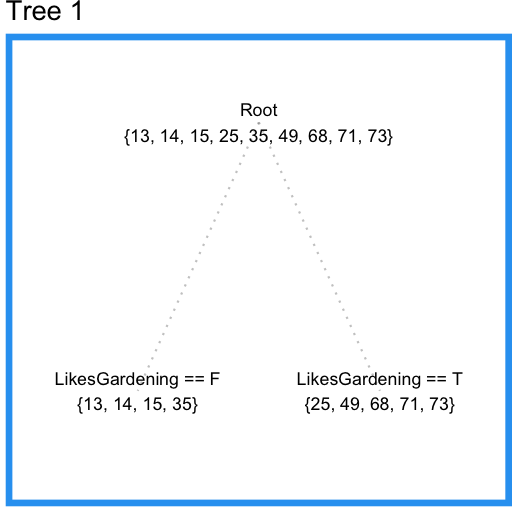 Tree 1
Root
{13, 14, 15, 25, 35, 49, 68, 71, 73}
LikesGardening == F
{13, 14, 15, 35}
LikesGardening == T
{25, 49, 68, 71, 73}